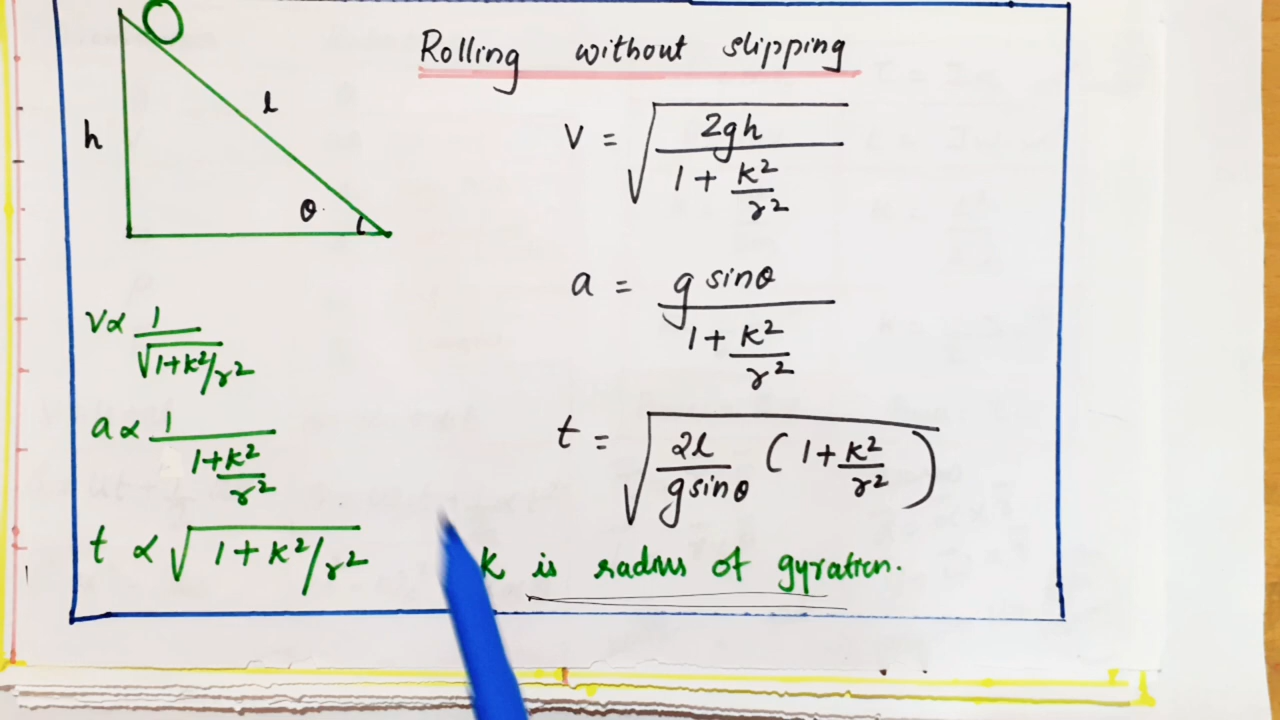 Rolling without slipping
h
l
θ
v = √(2gh / (1 + k²/r²))
a = g sinθ / (1 + k²/r²)
t = √(2l / (g sinθ) (1 + k²/r²))
v ∝ 1 / √(1+k²/r²)
a ∝ 1 / (1+k²/r²)
t ∝ √(1+k²/r²)
k is radius of gyration.